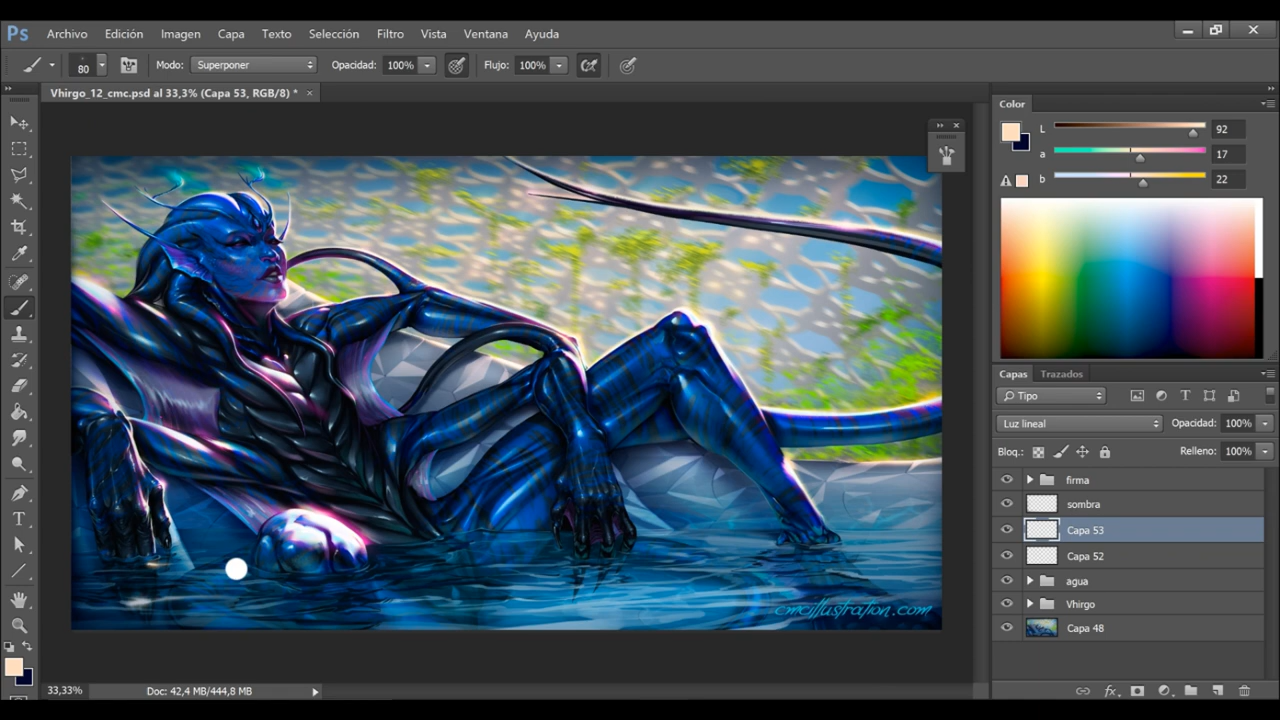 Ps Archivo Edición Imagen Capa Texto Selección Filtro Vista Ventana Ayuda
80 Modo: Superponer Opacidad: 100% Flujo: 100%
Vhirgo_12_cmc.psd al 33,3% (Capa 53, RGB/8) * ×
Color
L 92
a 17
b 22
Capas Trazados
Tipo T
Luz lineal Opacidad: 100%
Bloq.: Relleno: 100%
firma
sombra
Capa 53
Capa 52
agua
Vhirgo
Capa 48
cmcillustration.com
33,33% Doc: 42,4 MB/444,8 MB
fx